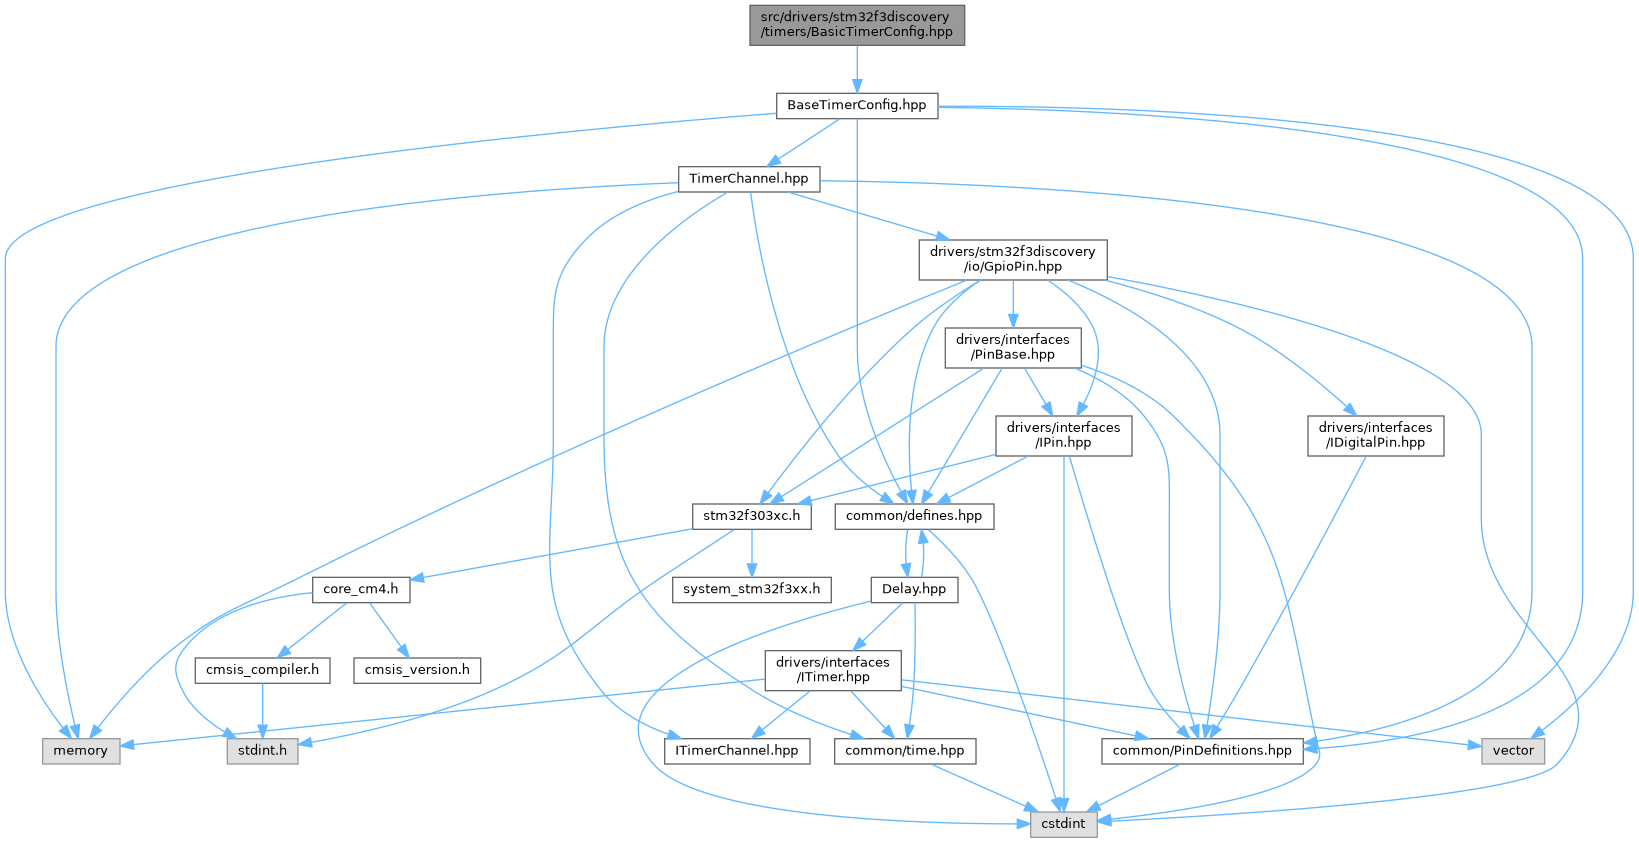 src/drivers/stm32f3discovery
/timers/BasicTimerConfig.hpp
BaseTimerConfig.hpp
TimerChannel.hpp
drivers/stm32f3discovery
/io/GpioPin.hpp
drivers/interfaces
/PinBase.hpp
drivers/interfaces
/IPin.hpp
drivers/interfaces
/IDigitalPin.hpp
stm32f303xc.h
common/defines.hpp
core_cm4.h
system_stm32f3xx.h
Delay.hpp
cmsis_compiler.h
cmsis_version.h
drivers/interfaces
/ITimer.hpp
memory
stdint.h
ITimerChannel.hpp
common/time.hpp
common/PinDefinitions.hpp
vector
cstdint